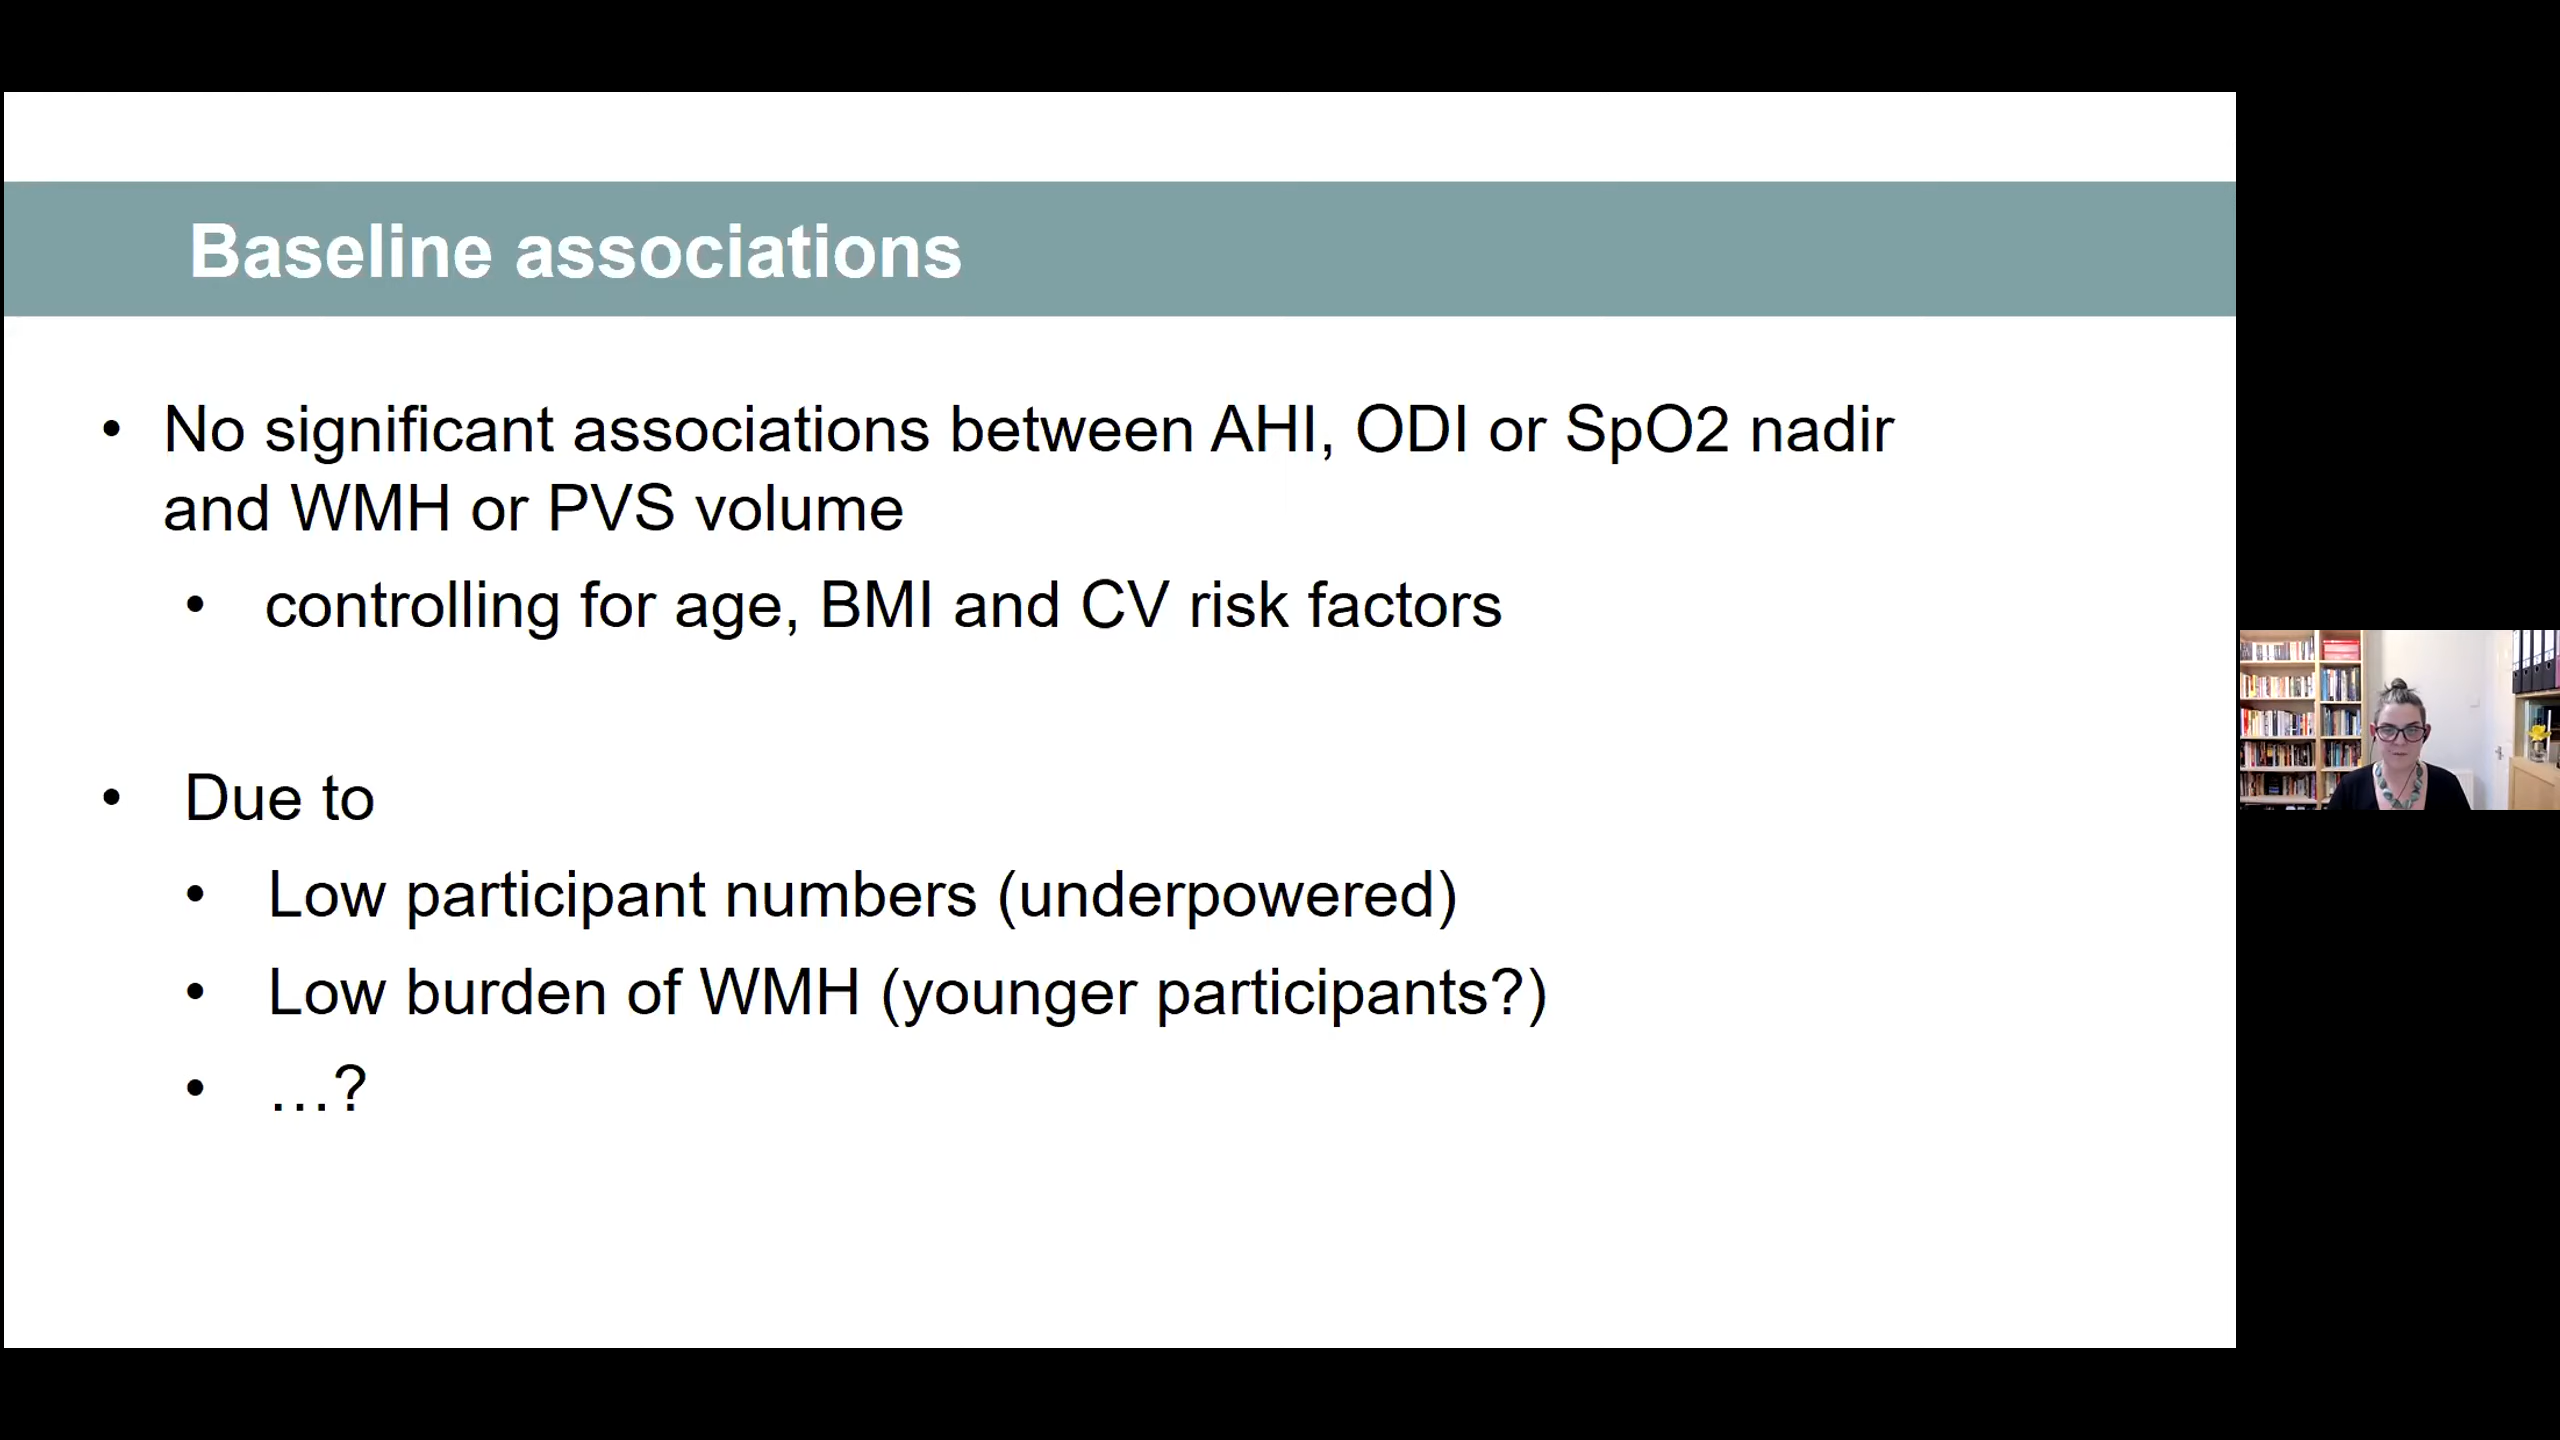 Baseline associations
• No significant associations between AHI, ODI or SpO2 nadir
and WMH or PVS volume
• controlling for age, BMI and CV risk factors
• Due to
• Low participant numbers (underpowered)
• Low burden of WMH (younger participants?)
• …?